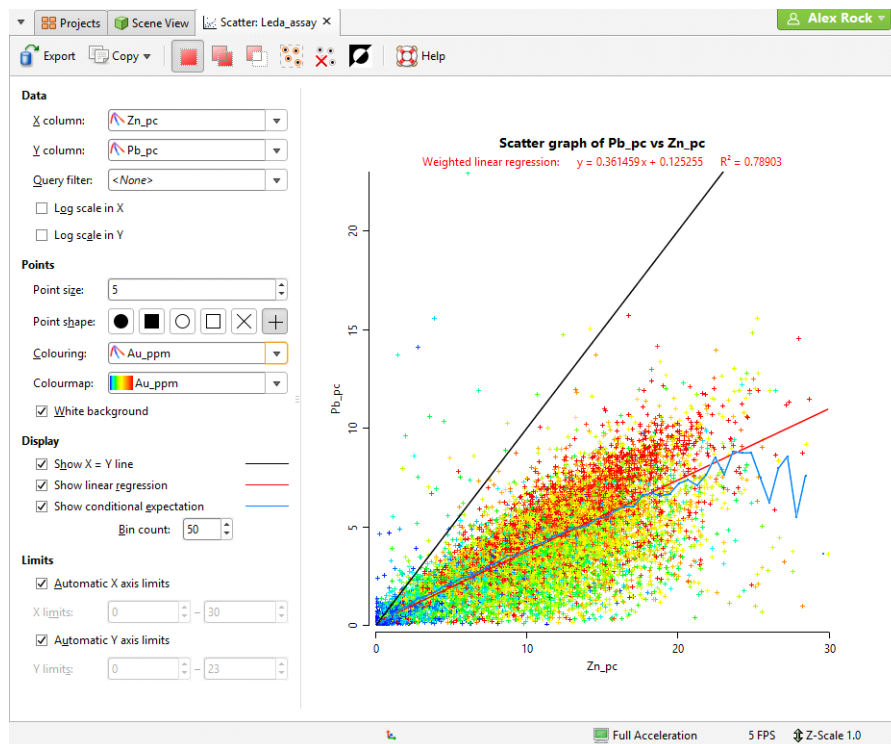 Projects Scene View Scatter: Leda_assay Alex Rock
Export Copy Help
Data
X column: Zn_pc
Y column: Pb_pc
Query filter: <None>
Log scale in X
Log scale in Y
Points
Point size: 5
Point shape:
Colouring: Au_ppm
Colourmap: Au_ppm
White background
Display
Show X = Y line
Show linear regression
Show conditional expectation
Bin count: 50
Limits
Automatic X axis limits
X limits: 0 – 30
Automatic Y axis limits
Y limits: 0 – 23
Scatter graph of Pb_pc vs Zn_pc
Weighted linear regression: y = 0.361459x + 0.125255 R² = 0.78903
Pb_pc
20
15
10
5
0
0 10 20 30
Zn_pc
Full Acceleration 5 FPS Z-Scale 1.0